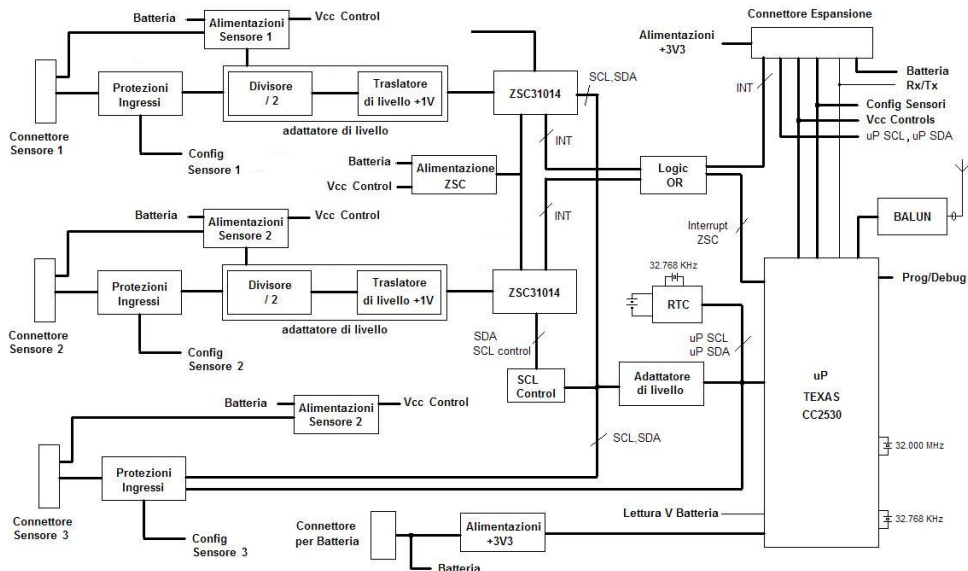 Batteria
Alimentazioni
Sensore 1
Vcc Control
Connettore Espansione
Alimentazioni
+3V3
Connettore
Sensore 1
Protezioni
Ingressi
Divisore
/ 2
Traslatore
di livello +1V
adattatore di livello
ZSC31014
SCL,SDA
INT
Batteria
Rx/Tx
Config Sensori
Vcc Controls
uP SCL , uP SDA
Config
Sensore 1
INT
Batteria
Vcc Control
Alimentazione
ZSC
Logic
OR
Batteria
Alimentazioni
Sensore 2
Vcc Control
INT
Interrupt
ZSC
BALUN
Connettore
Sensore 2
Protezioni
Ingressi
Divisore
/ 2
Traslatore
di livello +1V
adattatore di livello
ZSC31014
32.768 KHz
RTC
Prog/Debug
Config
Sensore 2
SDA
SCL control
uP SCL
uP SDA
SCL
Control
Adattatore
di livello
uP
TEXAS
CC2530
Batteria
Alimentazioni
Sensore 2
Vcc Control
SCL,SDA
32.000 MHz
Connettore
Sensore 3
Protezioni
Ingressi
Config
Sensore 3
Connettore
per Batteria
Alimentazioni
+3V3
Batteria
Lettura V Batteria
32.768 KHz